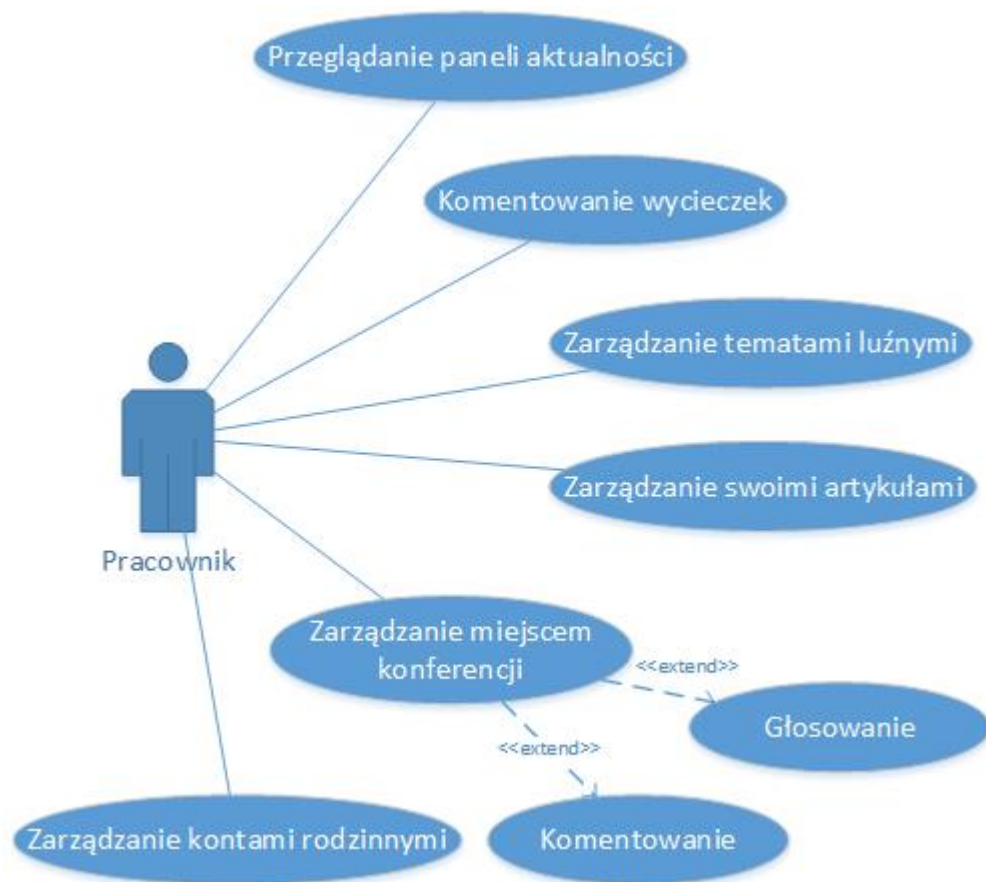 Przeglądanie paneli aktualności
Komentowanie wycieczek
Zarządzanie tematami luźnymi
Zarządzanie swoimi artykułami
Pracownik
Zarządzanie miejscem
konferencji
<<extend>>
Głosowanie
<<extend>>
Zarządzanie kontami rodzinnymi
Komentowanie